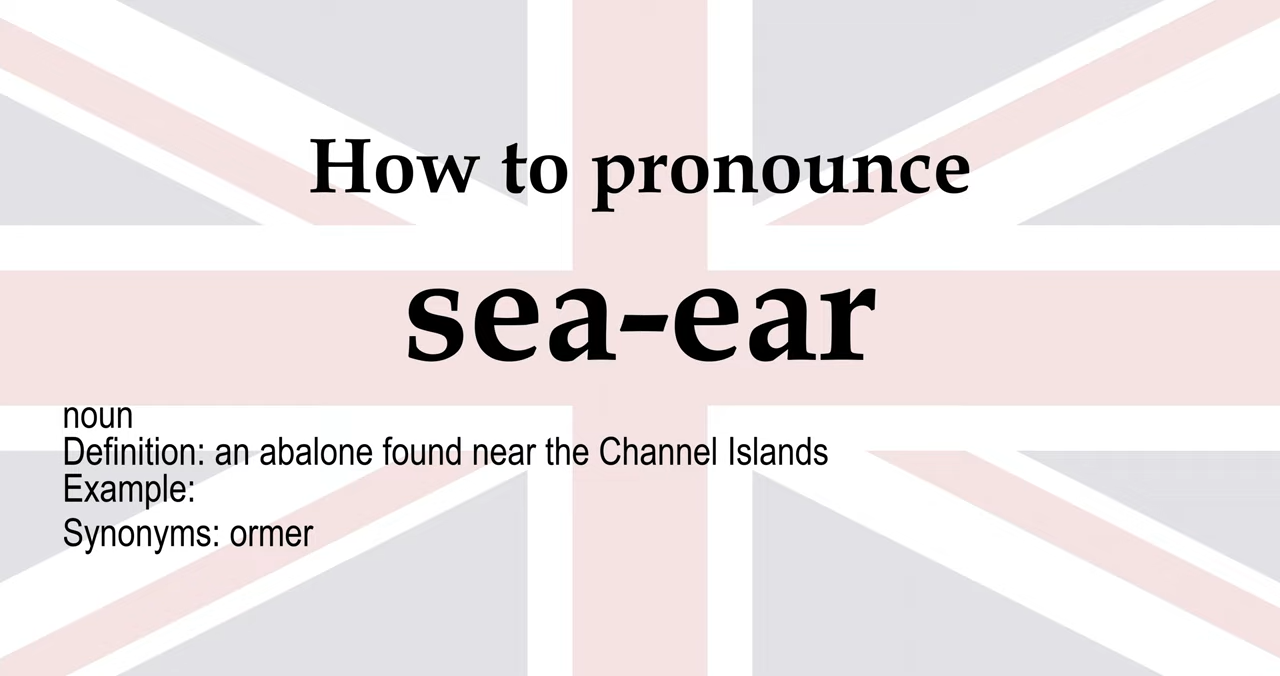 How to pronounce
sea-ear
noun
Definition: an abalone found near the Channel Islands
Example:
Synonyms: ormer